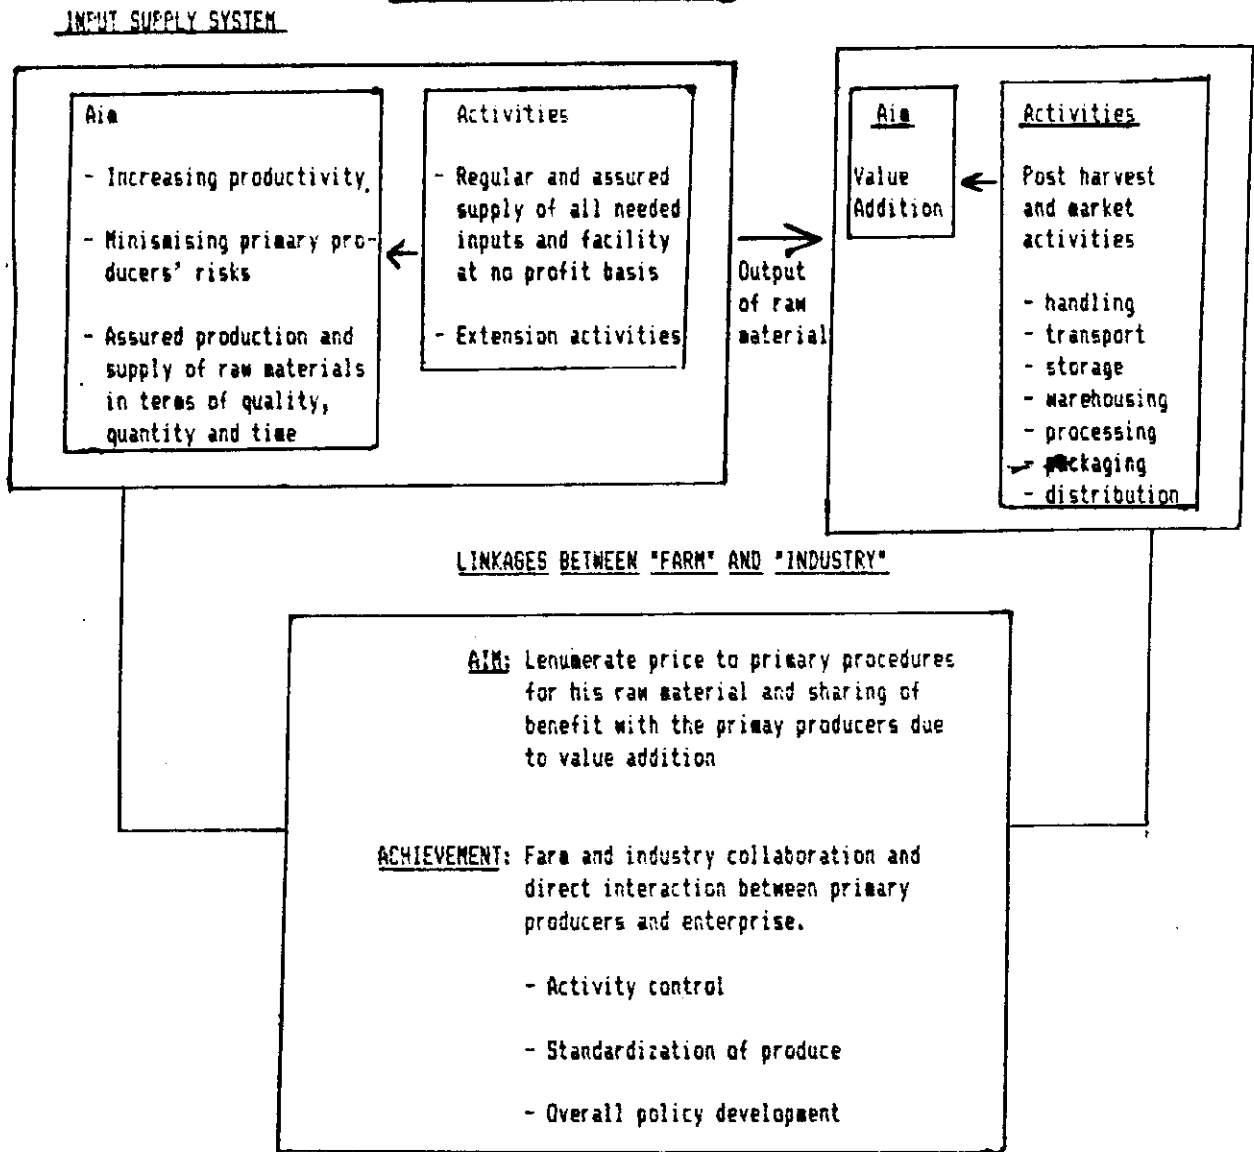 INPUT SUPPLY SYSTEM
Aim
- Increasing productivity.
- Minismising primary pro-
ducers' risks
- Assured production and
supply of raw materials
in terms of quality,
quantity and time
Activities
- Regular and assured
supply of all needed
inputs and facility
at no profit basis
- Extension activities
Output
of raw
material
Aim
Value
Addition
Activities
Post harvest
and market
activities
- handling
- transport
- storage
- warehousing
- processing
- packaging
- distribution
LINKAGES BETWEEN "FARM" AND "INDUSTRY"
AIM: Lenumerate price to primary procedures
for his raw material and sharing of
benefit with the primay producers due
to value addition
ACHIEVEMENT: Farm and industry collaboration and
direct interaction between primary
producers and enterprise.
- Activity control
- Standardization of produce
- Overall policy development